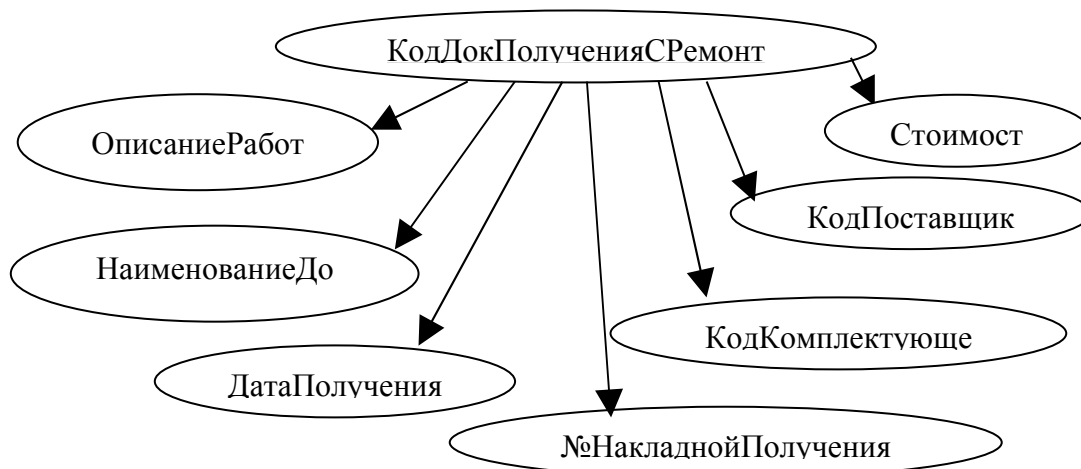 КодДокПолученияСРемонт
ОписаниеРабот
Стоимост
КодПоставщик
НаименованиеДо
КодКомплектующе
ДатаПолучения
№НакладнойПолучения